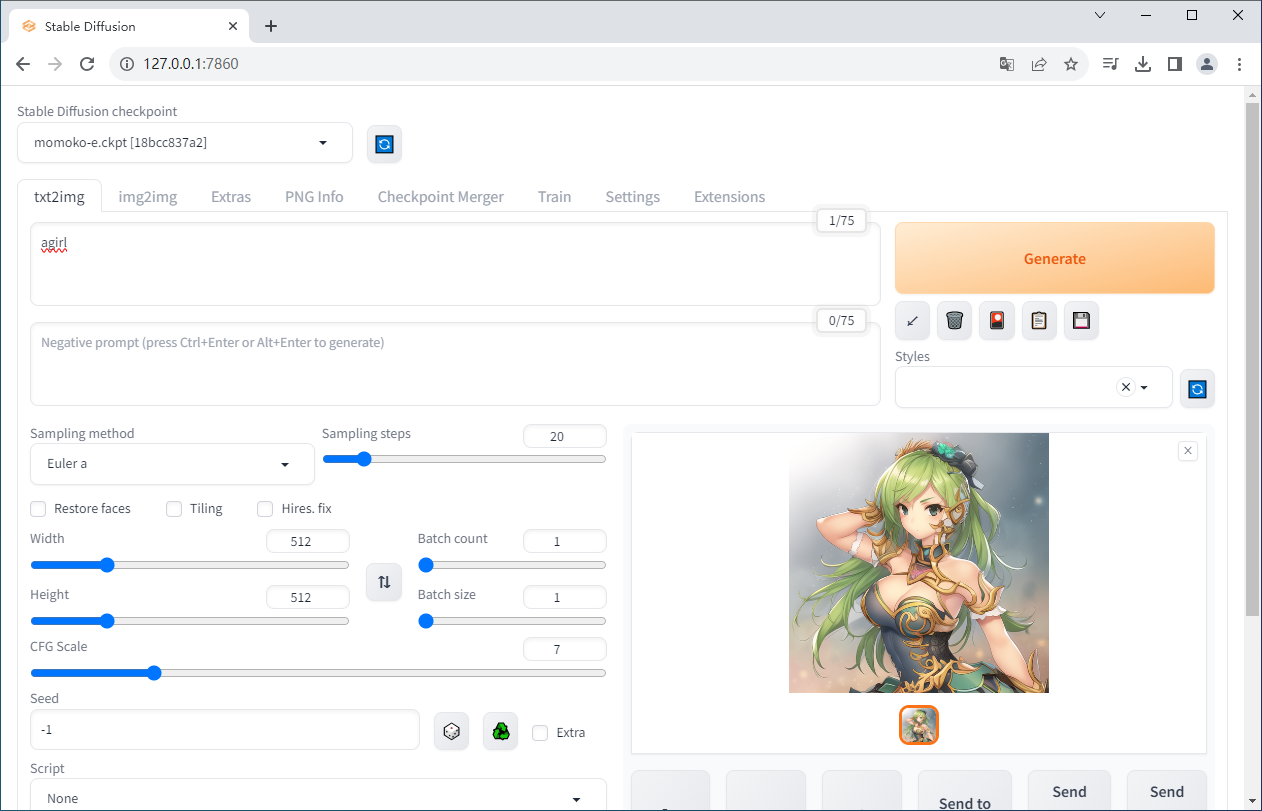 Stable Diffusion
127.0.0.1:7860
Stable Diffusion checkpoint
momoko-e.ckpt [18bcc837a2]
txt2img img2img Extras PNG Info Checkpoint Merger Train Settings Extensions
1/75
agirl
Generate
0/75
Negative prompt (press Ctrl+Enter or Alt+Enter to generate)
Styles
Sampling method
Euler a
Sampling steps
20
Restore faces Tiling Hires. fix
Width
512
Batch count
1
Height
512
Batch size
1
CFG Scale
7
Seed
-1
Extra
Script
None
Send to
Send
Send